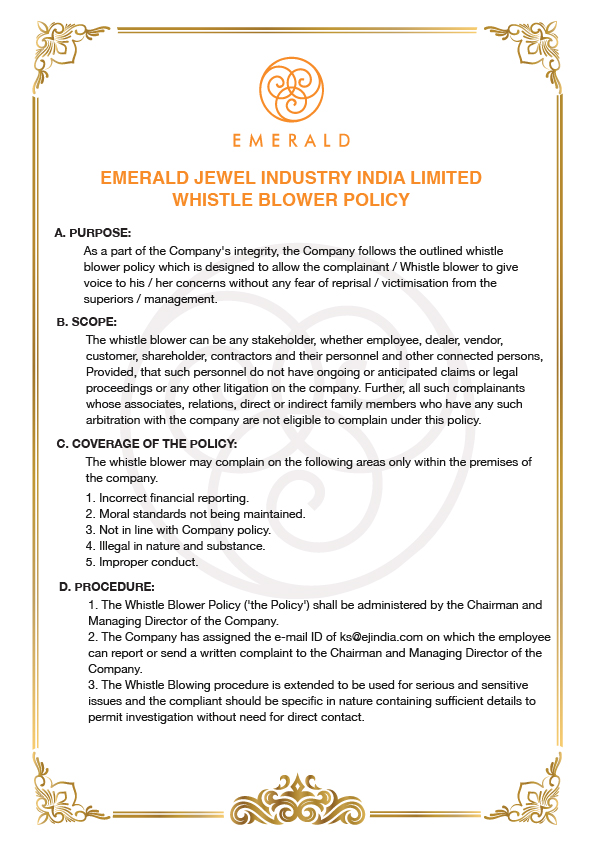 EMERALD
EMERALD JEWEL INDUSTRY INDIA LIMITED
WHISTLE BLOWER POLICY
A. PURPOSE:
As a part of the Company's integrity, the Company follows the outlined whistle
blower policy which is designed to allow the complainant / Whistle blower to give
voice to his / her concerns without any fear of reprisal / victimisation from the
superiors / management.
B. SCOPE:
The whistle blower can be any stakeholder, whether employee, dealer, vendor,
customer, shareholder, contractors and their personnel and other connected persons,
Provided, that such personnel do not have ongoing or anticipated claims or legal
proceedings or any other litigation on the company. Further, all such complainants
whose associates, relations, direct or indirect family members who have any such
arbitration with the company are not eligible to complain under this policy.
C. COVERAGE OF THE POLICY:
The whistle blower may complain on the following areas only within the premises of
the company.
1. Incorrect financial reporting.
2. Moral standards not being maintained.
3. Not in line with Company policy.
4. Illegal in nature and substance.
5. Improper conduct.
D. PROCEDURE:
1. The Whistle Blower Policy ('the Policy') shall be administered by the Chairman and
Managing Director of the Company.
2. The Company has assigned the e-mail ID of ks@ejindia.com on which the employee
can report or send a written complaint to the Chairman and Managing Director of the
Company.
3. The Whistle Blowing procedure is extended to be used for serious and sensitive
issues and the compliant should be specific in nature containing sufficient details to
permit investigation without need for direct contact.